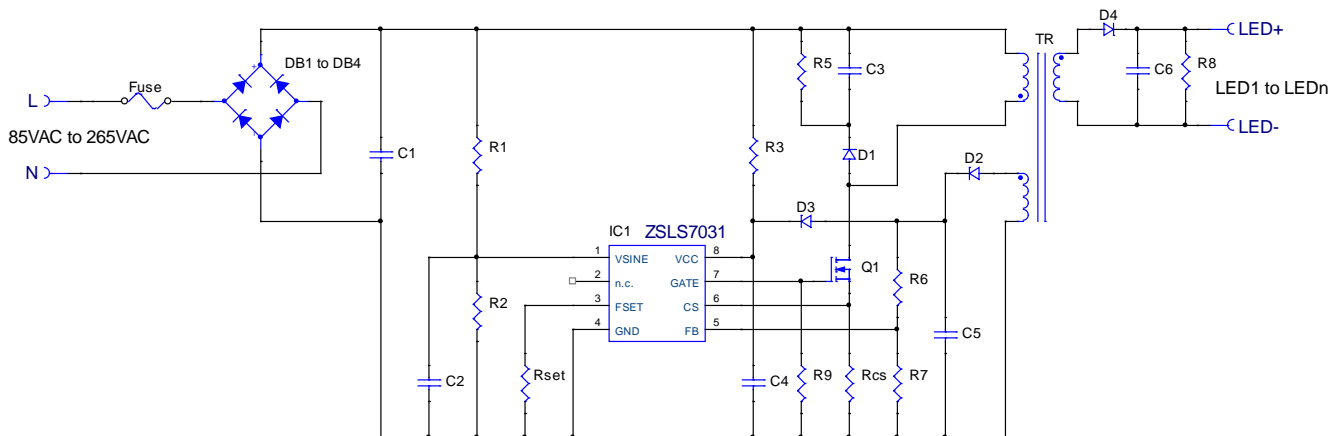 D4
LED+
TR
DB1 to DB4
+
Fuse
R5
C3
C6
R8
L
LED1 to LEDn
85VAC to 265VAC
LED-
C1
R1
R3
D1
D2
N
D3
IC1
ZSLS7031
1
VSINE
VCC
8
2
n.c.
GATE
7
Q1
R6
3
FSET
CS
6
R2
4
GND
FB
5
C5
C2
Rset
C4
R9
Rcs
R7